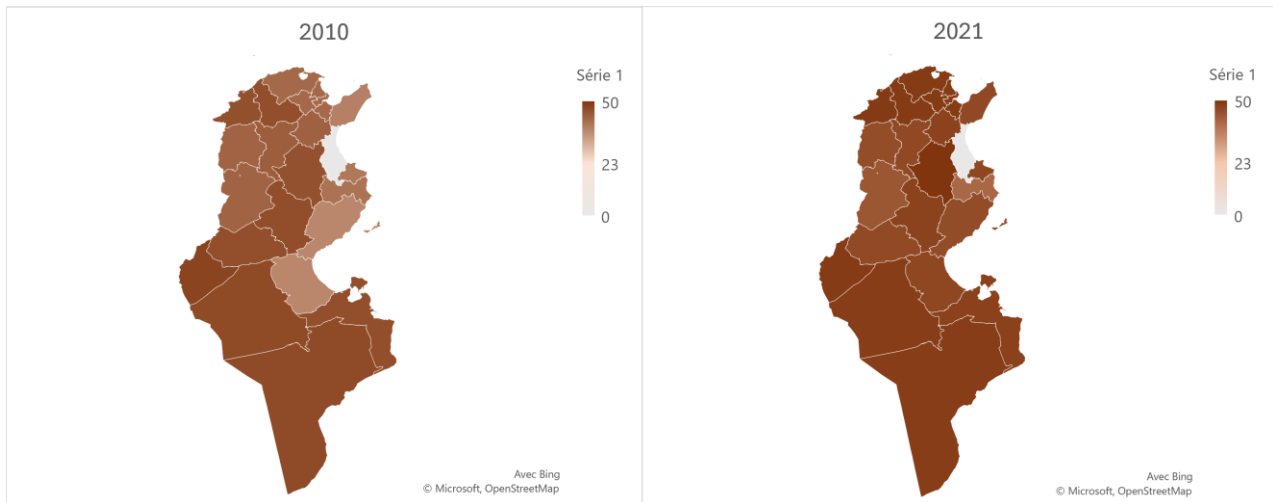 2010
Série 1
50
23
0
Avec Bing
© Microsoft, OpenStreetMap
2021
Série 1
50
23
0
Avec Bing
© Microsoft, OpenStreetMap